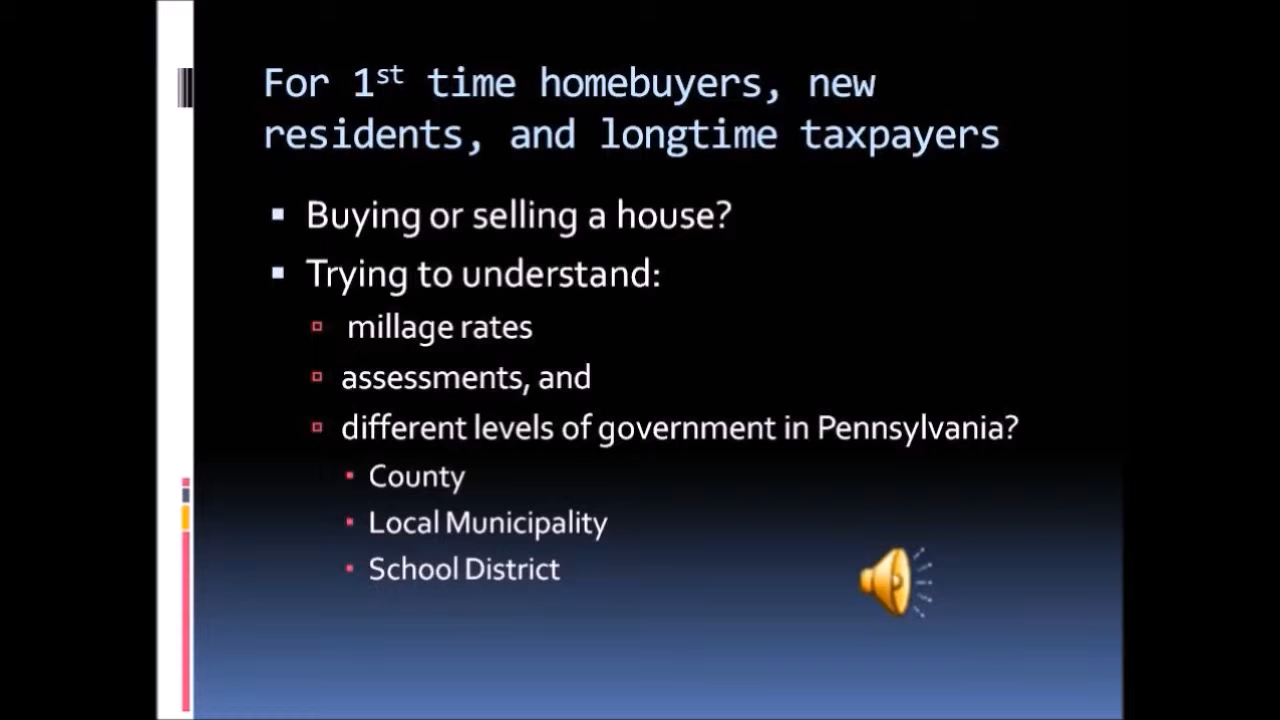 For 1st time homebuyers, new
residents, and longtime taxpayers
Buying or selling a house?
Trying to understand:
millage rates
assessments, and
different levels of government in Pennsylvania?
County
Local Municipality
School District